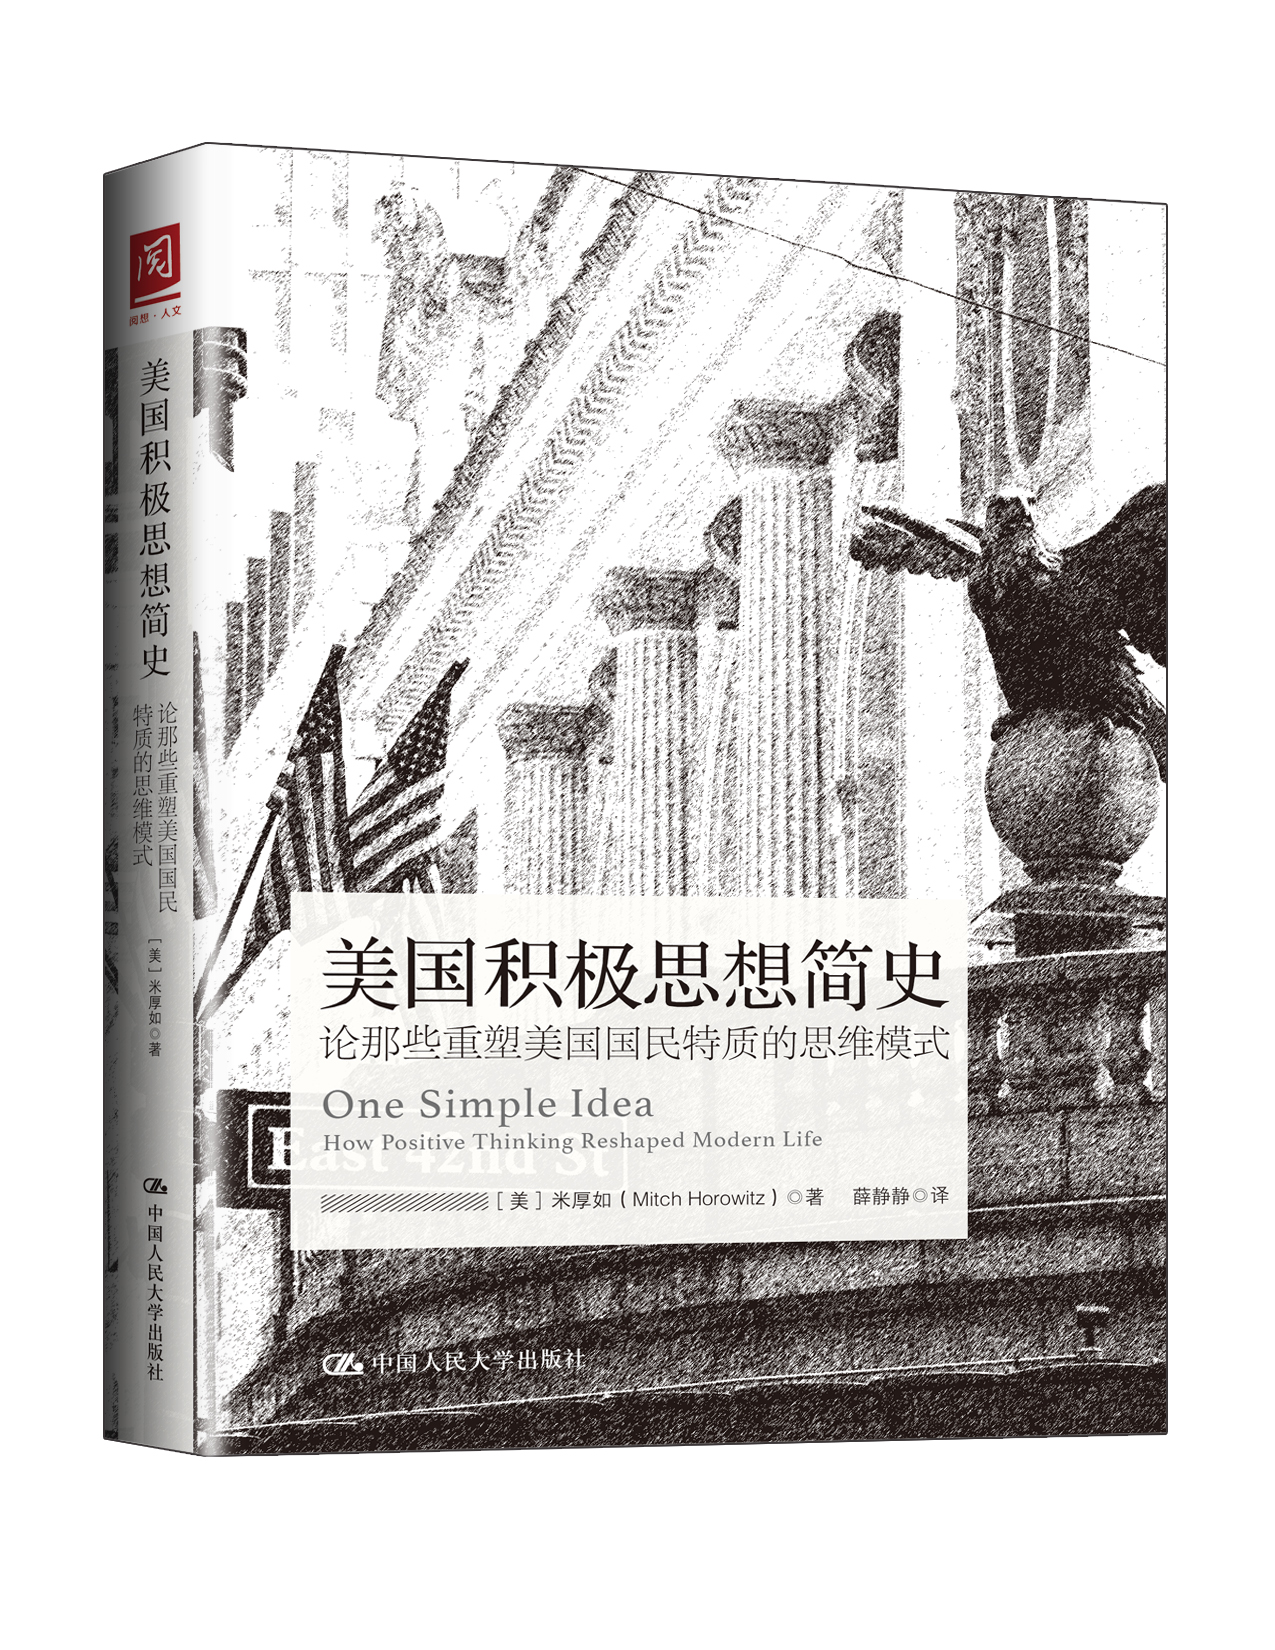 阅
阅想·人文
美国积极思想简史
论那些重塑美国国民
特质的思维模式
[美]米厚如◎著
中国人民大学出版社
美国积极思想简史
论那些重塑美国国民特质的思维模式
One Simple Idea
How Positive Thinking Reshaped Modern Life
East 42nd St
[美]米厚如(Mitch Horowitz)◎著 薛静静◎译
中国人民大学出版社